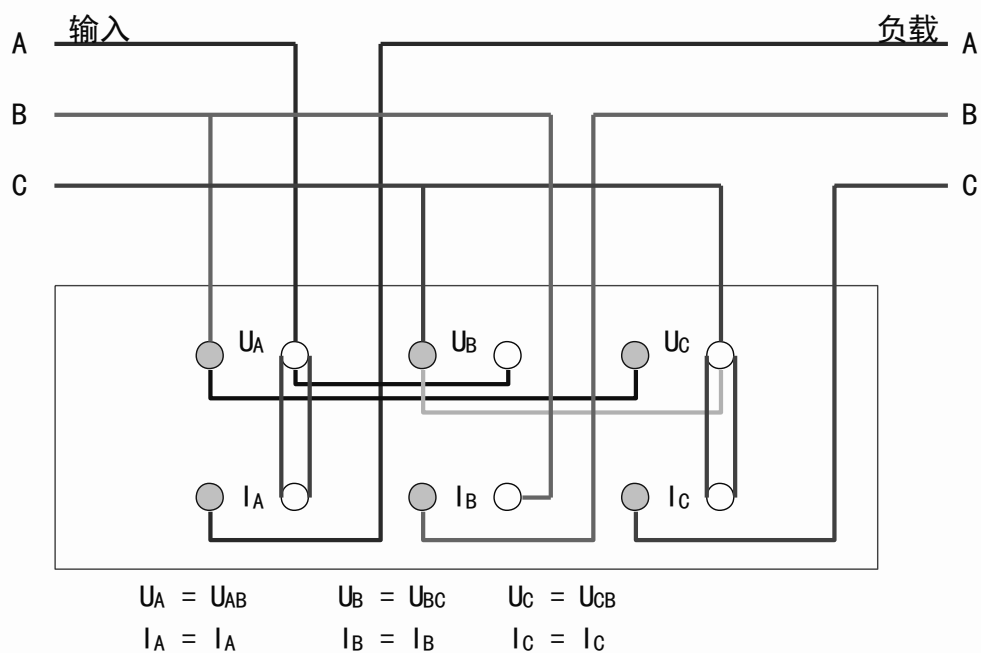 输入 负载
A A
B B
C C
UA UB UC
IA IB IC
UA = UAB UB = UBC UC = UCB
IA = IA IB = IB IC = IC